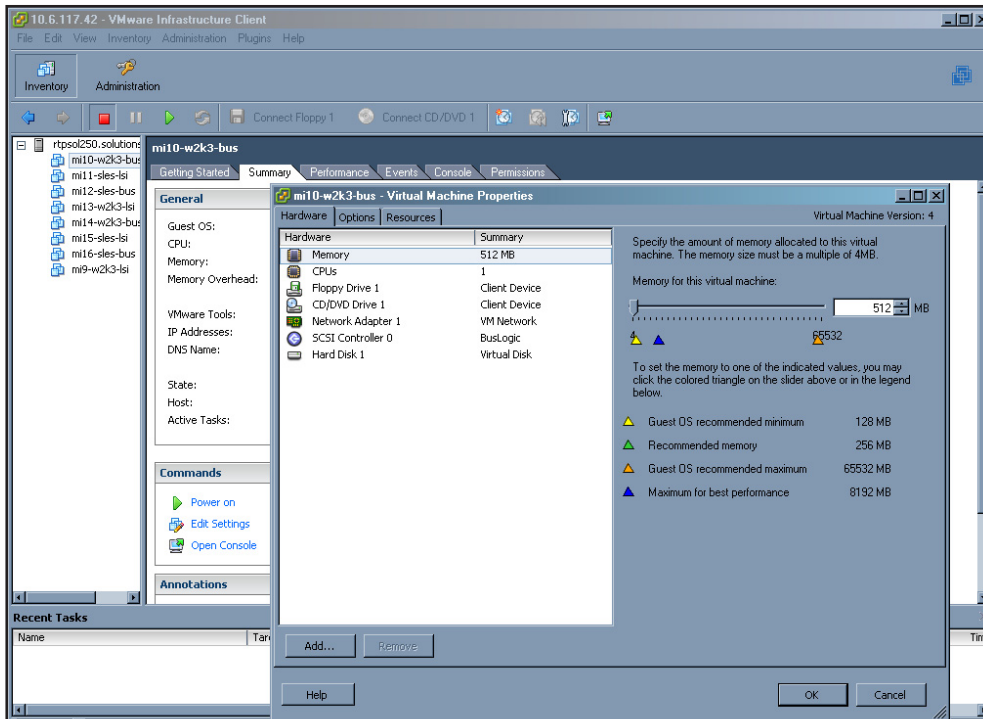 10.6.117.42 - VMware Infrastructure Client
File Edit View Inventory Administration Plugins Help
Inventory Administration
Connect Floppy 1 Connect CD/DVD 1
rtpsol250.solutions
mi10-w2k3-bus
mi11-sles-lsi
mi12-sles-bus
mi13-w2k3-lsi
mi14-w2k3-bus
mi15-sles-lsi
mi16-sles-bus
mi9-w2k3-lsi
mi10-w2k3-bus
Getting Started Summary Performance Events Console Permissions
General
Guest OS:
CPU:
Memory:
Memory Overhead:
VMware Tools:
IP Addresses:
DNS Name:
State:
Host:
Active Tasks:
Commands
Power on
Edit Settings
Open Console
Annotations
mi10-w2k3-bus - Virtual Machine Properties
Hardware Options Resources Virtual Machine Version: 4
Hardware Summary
Memory 512 MB
CPUs 1
Floppy Drive 1 Client Device
CD/DVD Drive 1 Client Device
Network Adapter 1 VM Network
SCSI Controller 0 BusLogic
Hard Disk 1 Virtual Disk
Specify the amount of memory allocated to this virtual
machine. The memory size must be a multiple of 4MB.
Memory for this virtual machine:
512 MB
4 65532
To set the memory to one of the indicated values, you may
click the colored triangle on the slider above or in the legend
below.
Guest OS recommended minimum 128 MB
Recommended memory 256 MB
Guest OS recommended maximum 65532 MB
Maximum for best performance 8192 MB
Add... Remove
Help OK Cancel
Recent Tasks
Name